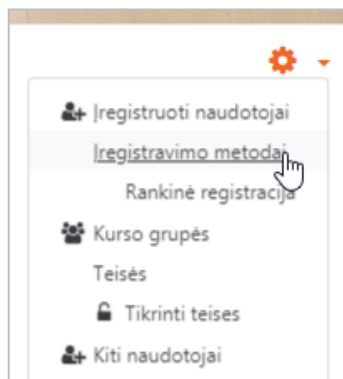 Įregistruoti naudotojai
Įregistravimo metodai
Rankinė registracija
Kurso grupės
Teisės
Tikrinti teises
Kiti naudotojai